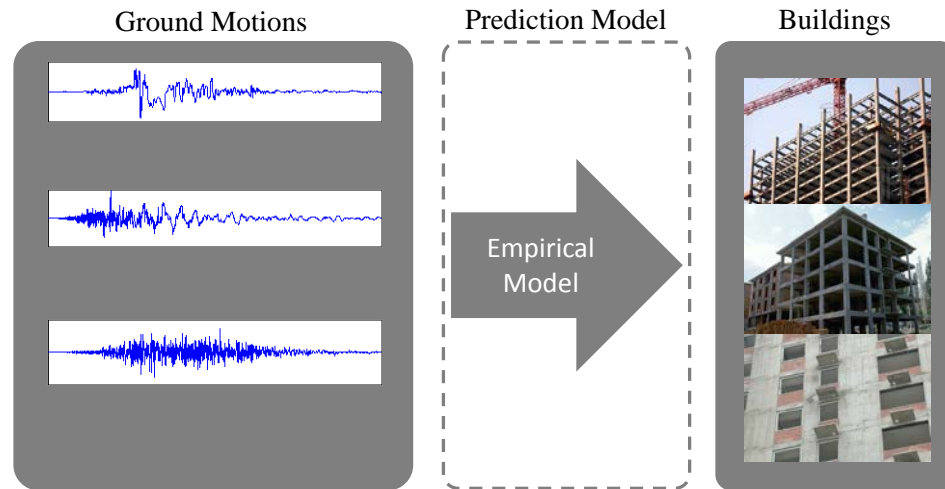 Ground Motions
Prediction Model
Buildings
Empirical
Model